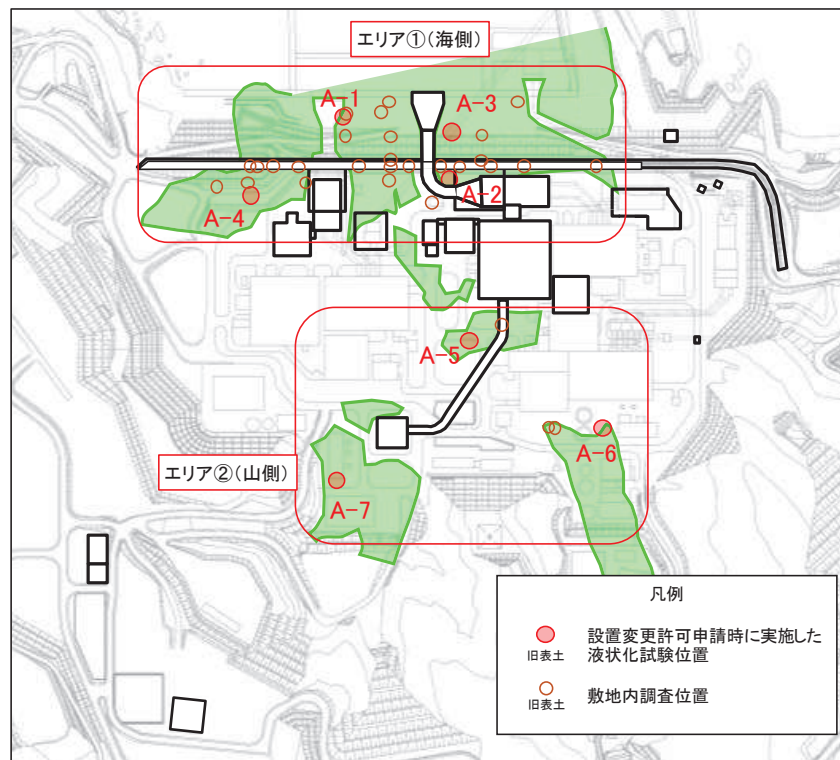 エリア①(海側)
A-1
A-3
A-4
A-2
A-5
エリア②(山側)
A-6
A-7
凡例
旧表土
設置変更許可申請時に実施した
液状化試験位置
旧表土
敷地内調査位置